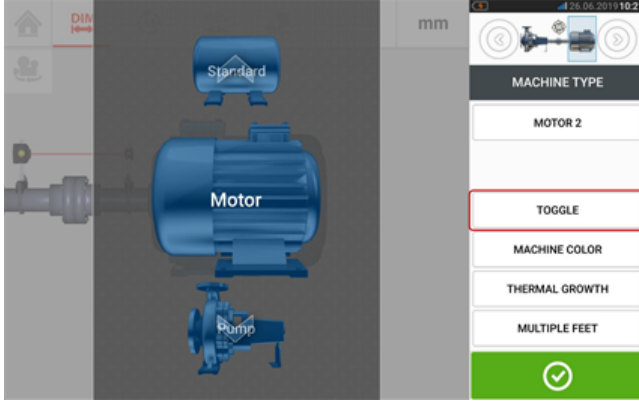 DIM
mm
26.06.2019 10:2
Standard
Motor
Pump
MACHINE TYPE
MOTOR 2
TOGGLE
MACHINE COLOR
THERMAL GROWTH
MULTIPLE FEET